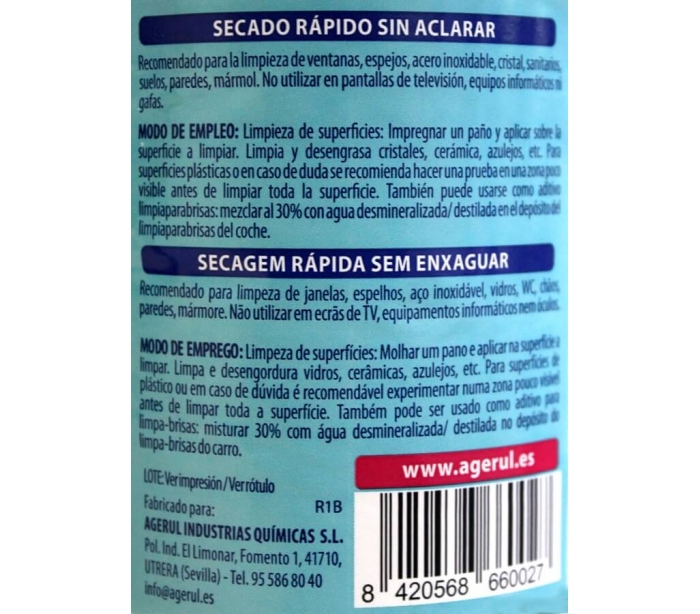 SECADO RÁPIDO SIN ACLARAR
Recomendado para la limpieza de ventanas, espejos, acero inoxidable, cristal, sanitarios,
suelos, paredes, mármol. No utilizar en pantallas de televisión, equipos informáticos ni
gafas.
MODO DE EMPLEO: Limpieza de superficies: Impregnar un paño y aplicar sobre la
superficie a limpiar. Limpia y desengrasa cristales, cerámica, azulejos, etc. Para
superficies plásticas o en caso de duda se recomienda hacer una prueba en una zona poco
visible antes de limpiar toda la superficie. También puede usarse como aditivo
limpiaparabrisas: mezclar al 30% con agua desmineralizada/ destilada en el depósito del
limpiaparabrisas del coche.
SECAGEM RÁPIDA SEM ENXAGUAR
Recomendado para limpeza de janelas, espelhos, aço inoxidável, vidros, WC, chãos,
paredes, mármore. Não utilizar em ecrãs de TV, equipamentos informáticos nem óculos.
MODO DE EMPREGO: Limpeza de superfícies: Molhar um pano e aplicar na superfície a
limpar. Limpa e desengordura vidros, cerâmicas, azulejos, etc. Para superfícies de
plástico ou em caso de dúvida é recomendável experimentar numa zona pouco visível
antes de limpar toda a superfície. Também pode ser usado como aditivo para
limpa-brisas: misturar 30% com água desmineralizada/ destilada no depósito do
limpa-brisas do carro.
www.agerul.es
LOTE: Ver impresión / Ver rótulo
Fabricado para: R1B
AGERUL INDUSTRIAS QUÍMICAS S.L.
Pol. Ind. El Limonar, Fomento 1, 41710,
UTRERA (Sevilla) - Tel. 95 586 80 40
info@agerul.es
8 420568 660027